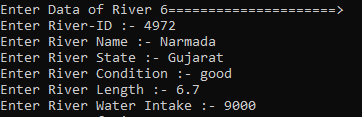 Enter Data of River 6=====================>
Enter River-ID :- 4972
Enter River Name :- Narmada
Enter River State :- Gujarat
Enter River Condition :- good
Enter River Length :- 6.7
Enter River Water Intake :- 9000